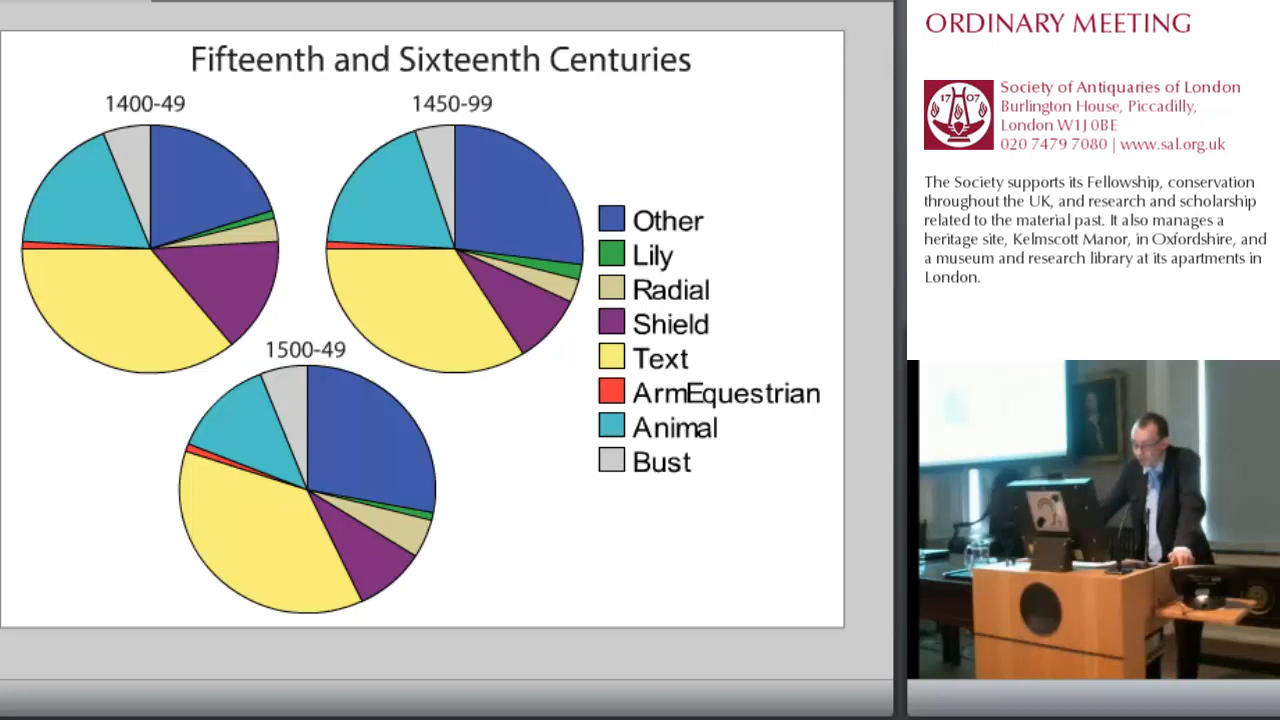 Fifteenth and Sixteenth Centuries
1400-49
1450-99
1500-49
Other
Lily
Radial
Shield
Text
ArmEquestrian
Animal
Bust
ORDINARY MEETING
17 07
Society of Antiquaries of London
Burlington House, Piccadilly,
London W1J 0BE
020 7479 7080 | www.sal.org.uk
The Society supports its Fellowship, conservation
throughout the UK, and research and scholarship
related to the material past. It also manages a
heritage site, Kelmscott Manor, in Oxfordshire, and
a museum and research library at its apartments in
London.